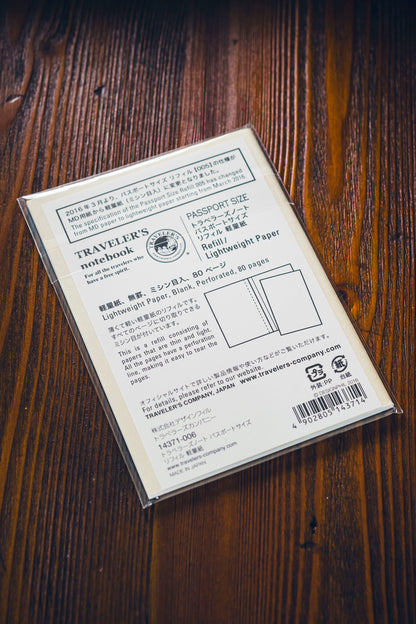 2016年3月より、パスポートサイズ リフィル【005】の仕様が
MD用紙から 軽量紙（ミシン目入）に変更となりました。
The specification of the Passport Size Refill 005 has changed
from MD paper to lightweight paper starting from March 2016.
TRAVELER'S
notebook
For all the travelers who
have a free spirit.
TRAVELER'S
PASSPORT SIZE
トラベラーズノート
パスポートサイズ
リフィル 軽量紙
Refill /
Lightweight Paper
軽量紙、無罫、ミシン目入、80 ページ
Lightweight Paper, Blank, Perforated, 80 pages
薄くて軽い軽量紙のリフィルです。
すべてのページに切り取りできる
ミシン目が付いています。
This is a refill consisting of
papers that are thin and light.
All the pages have a perforation
line, making it easy to tear the
pages.
オフィシャルサイトで詳しい製品情報や使い方などがご覧いただけます。
For details, please refer to our website.
www.travelers-company.com
TRAVELER'S COMPANY, JAPAN
株式会社デザインフィル
トラベラーズカンパニー
14371-006
トラベラーズノート パスポートサイズ
リフィル 軽量紙
www.travelers-company.com
MADE IN JAPAN
プラ
外装:PP
紙
台紙
© DESIGNPHIL 2016
4 902805 143714